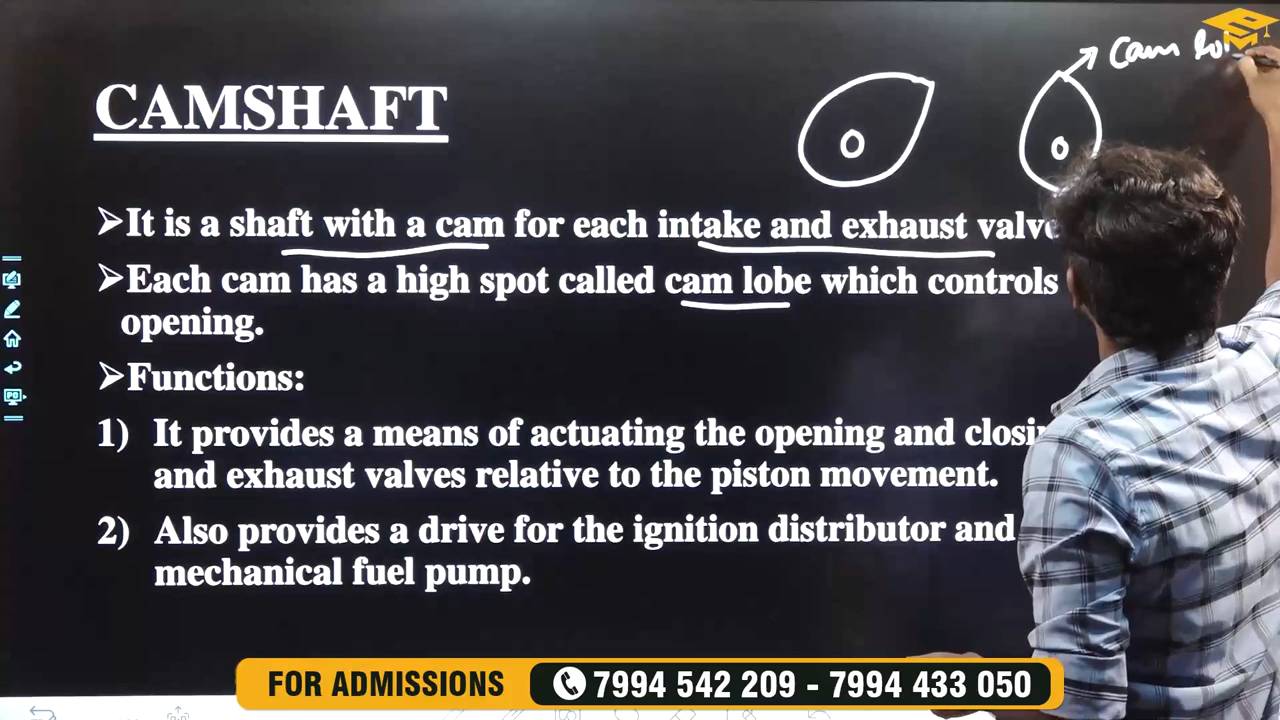 CAMSHAFT
Cam
➢It is a shaft with a cam for each intake and exhaust
➢Each cam has a high spot called cam lobe which controls
opening.
➢Functions:
1) It provides a means of actuating the opening and
and exhaust valves relative to the piston movement.
2) Also provides a drive for the ignition distributor and
mechanical fuel pump.
FOR ADMISSIONS 7994 542 209 - 7994 433 050